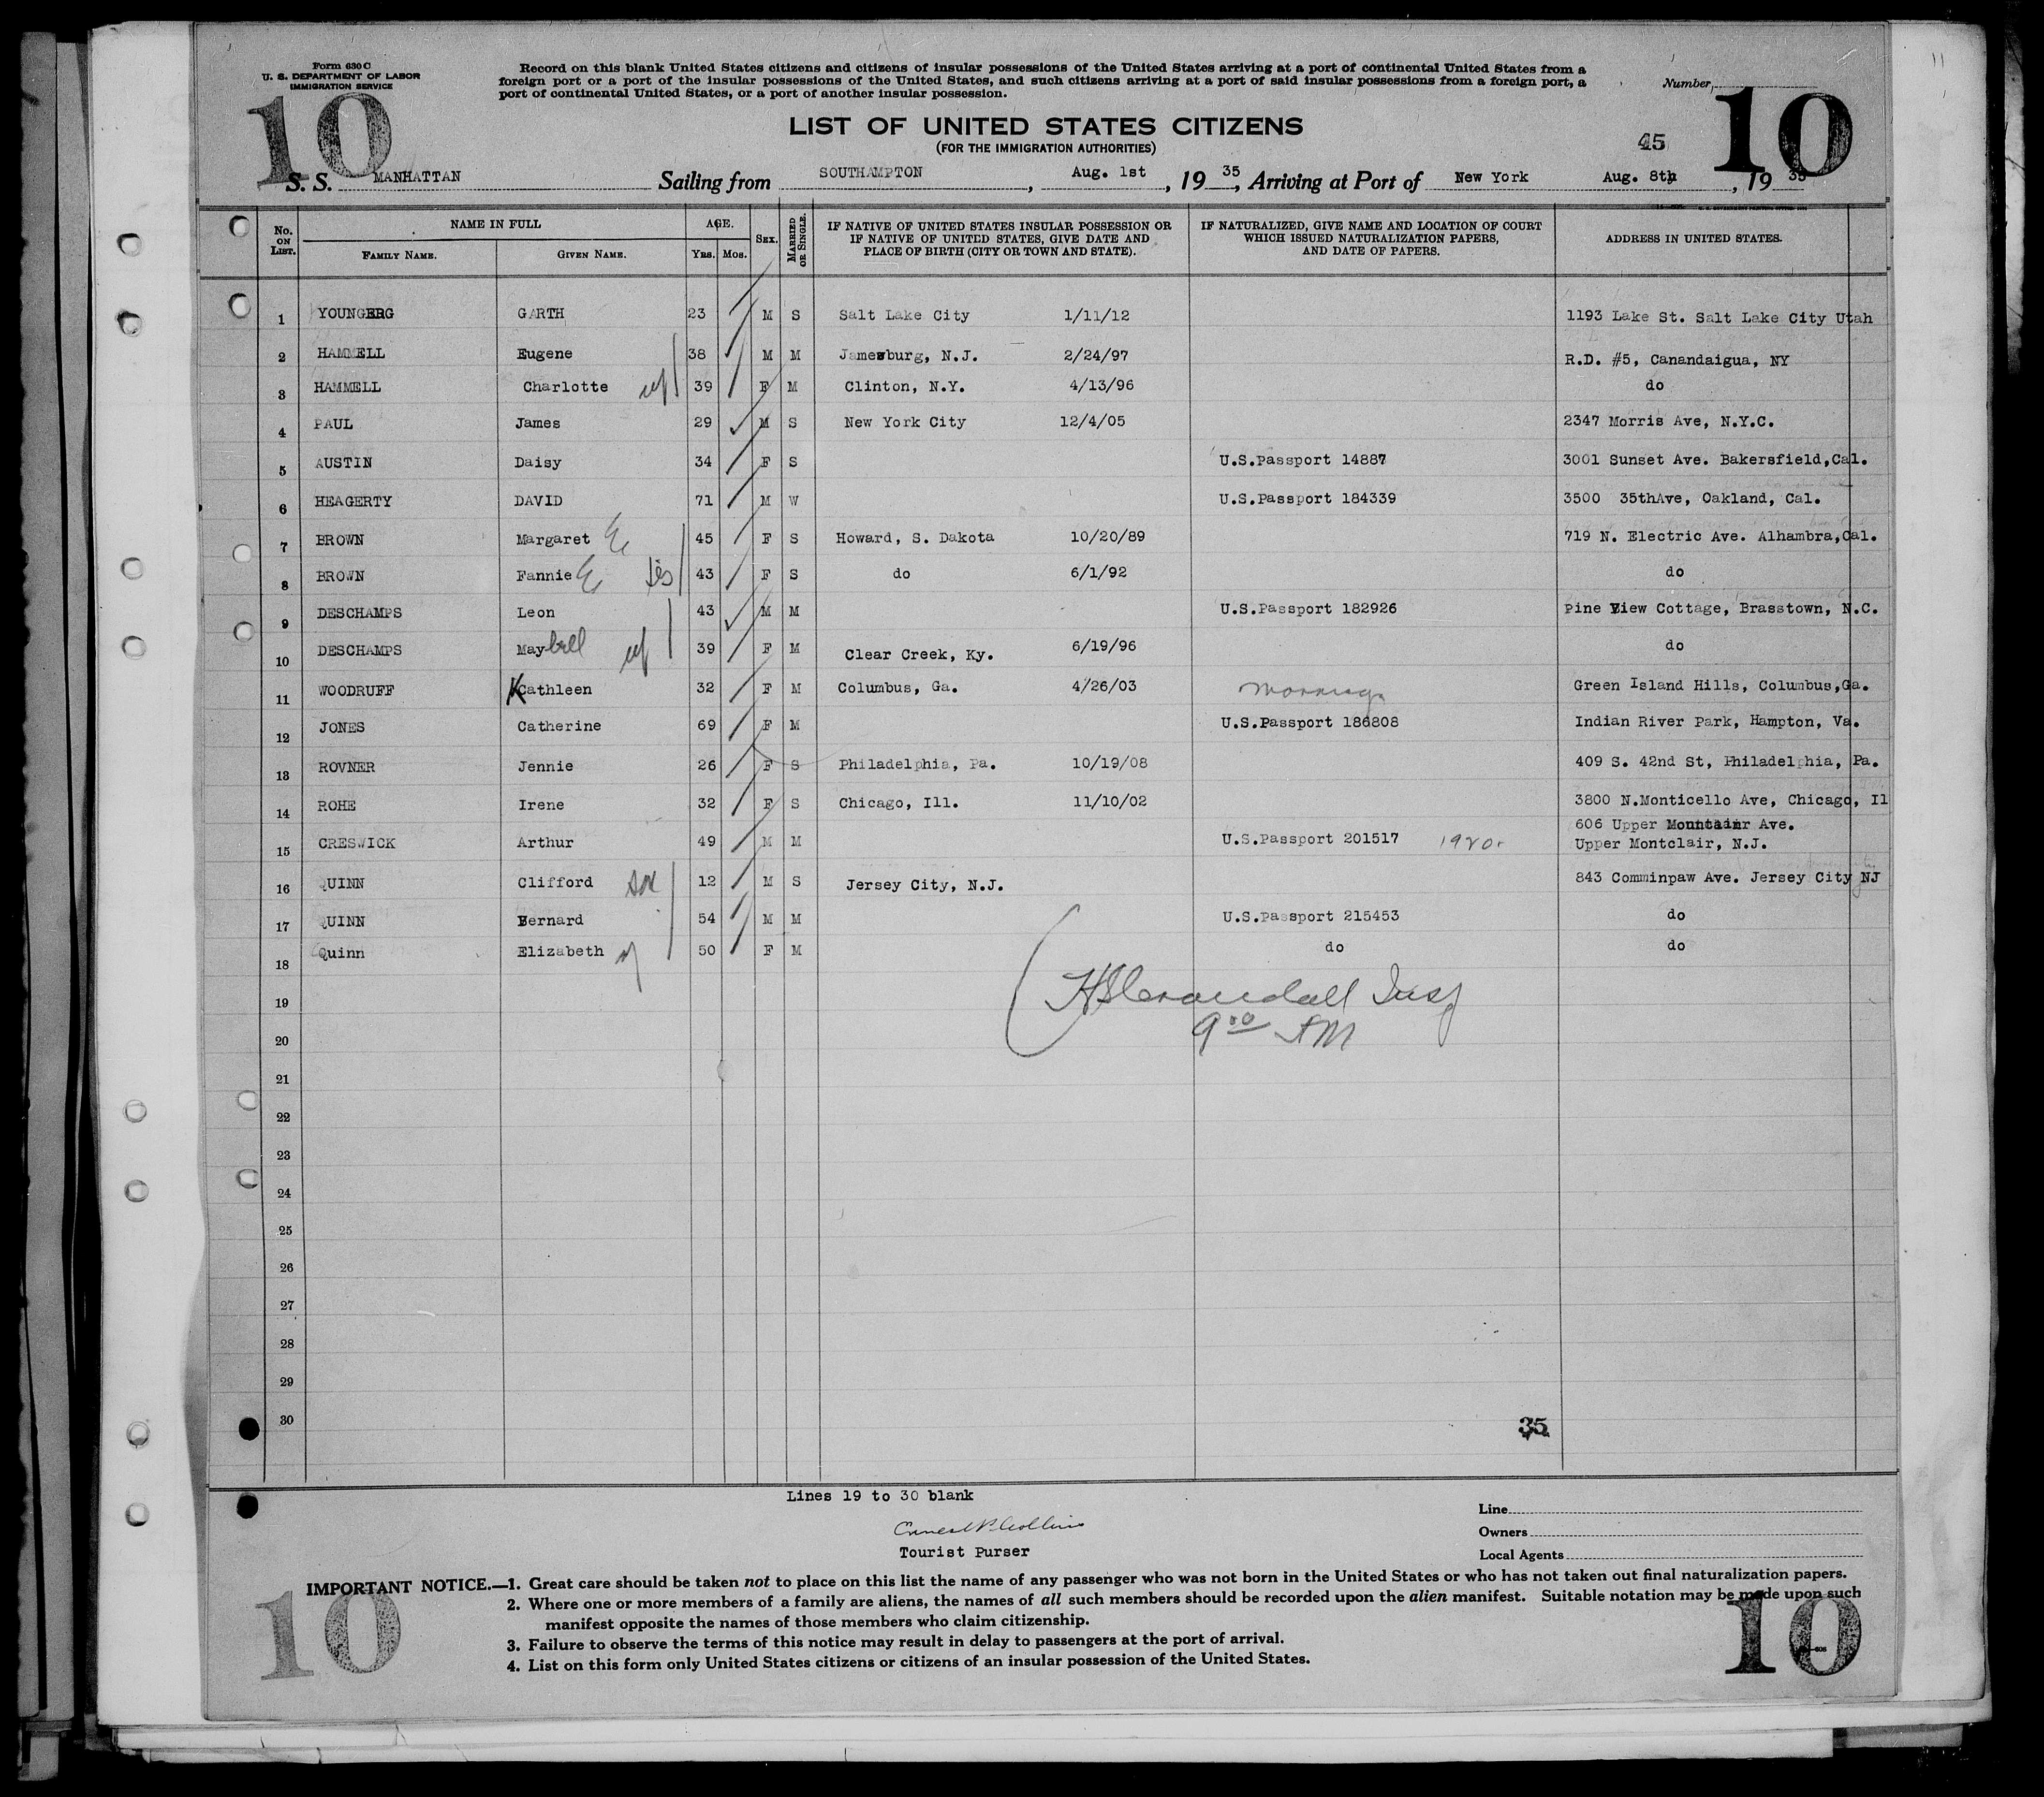 Form 630 C
U. S. DEPARTMENT OF LABOR
IMMIGRATION SERVICE
10
Record on this blank United States citizens and citizens of insular possessions of the United States arriving at a port of continental United States from a
foreign port or a port of the insular possessions of the United States, and such citizens arriving at a port of said insular possessions from a foreign port, a
port of continental United States, or a port of another insular possession.
Number
10
LIST OF UNITED STATES CITIZENS
(FOR THE IMMIGRATION AUTHORITIES)
45
S. S. MANHATTAN Sailing from SOUTHAMPTON, Aug. 1st, 19 35, Arriving at Port of New York Aug. 8th, 19 35
No. ON LIST. NAME IN FULL FAMILY NAME. GIVEN NAME. AGE. YRS. MOS. SEX. MARRIED OR SINGLE. IF NATIVE OF UNITED STATES INSULAR POSSESSION OR IF NATIVE OF UNITED STATES, GIVE DATE AND PLACE OF BIRTH (CITY OR TOWN AND STATE). IF NATURALIZED, GIVE NAME AND LOCATION OF COURT WHICH ISSUED NATURALIZATION PAPERS, AND DATE OF PAPERS. ADDRESS IN UNITED STATES.
1 YOUNGERG GARTH 23 M S Salt Lake City 1/11/12 1193 Lake St. Salt Lake City Utah
2 HAMMELL Eugene 38 M M Jamesburg, N.J. 2/24/97 R.D. #5, Canandaigua, NY
3 HAMMELL Charlotte wf 39 F M Clinton, N.Y. 4/13/96 do
4 PAUL James 29 M S New York City 12/4/05 2347 Morris Ave, N.Y.C.
5 AUSTIN Daisy 34 F S U.S.Passport 14887 3001 Sunset Ave. Bakersfield,Cal.
6 HEAGERTY DAVID 71 M W U.S.Passport 184339 3500 35thAve, Oakland, Cal.
7 BROWN Margaret E 45 F S Howard, S. Dakota 10/20/89 719 N. Electric Ave. Alhambra,Cal.
8 BROWN Fannie E sis 43 F S do 6/1/92 do
9 DESCHAMPS Leon 43 M M U.S.Passport 182926 Pine View Cottage, Brasstown, N.C.
10 DESCHAMPS Maybell wf 39 F M Clear Creek, Ky. 6/19/96 do
11 WOODRUFF Kathleen 32 F M Columbus, Ga. 4/26/03 Green Island Hills, Columbus,Ga.
12 JONES Catherine 69 F M U.S.Passport 186808 Indian River Park, Hampton, Va.
13 ROVNER Jennie 26 F S Philadelphia, Pa. 10/19/08 409 S. 42nd St, Philadelphia, Pa.
14 ROHE Irene 32 F S Chicago, Ill. 11/10/02 3800 N.Monticello Ave, Chicago, Il
606 Upper Mountain Ave.
15 CRESWICK Arthur 49 M M U.S.Passport 201517 1920 Upper Montclair, N.J.
16 QUINN Clifford son 12 M S Jersey City, N.J. 843 Comminpaw Ave. Jersey City NJ
17 QUINN Bernard 54 M M U.S.Passport 215453 do
18 Quinn Elizabeth wf 50 F M do do
19
20
9 00 AM
21
22
23
24
25
26
27
28
29
30
35
Lines 19 to 30 blank
Tourist Purser
Line
Owners
Local Agents
IMPORTANT NOTICE.—1. Great care should be taken not to place on this list the name of any passenger who was not born in the United States or who has not taken out final naturalization papers.
2. Where one or more members of a family are aliens, the names of all such members should be recorded upon the alien manifest. Suitable notation may be made upon such
manifest opposite the names of those members who claim citizenship.
3. Failure to observe the terms of this notice may result in delay to passengers at the port of arrival.
4. List on this form only United States citizens or citizens of an insular possession of the United States.
10
10